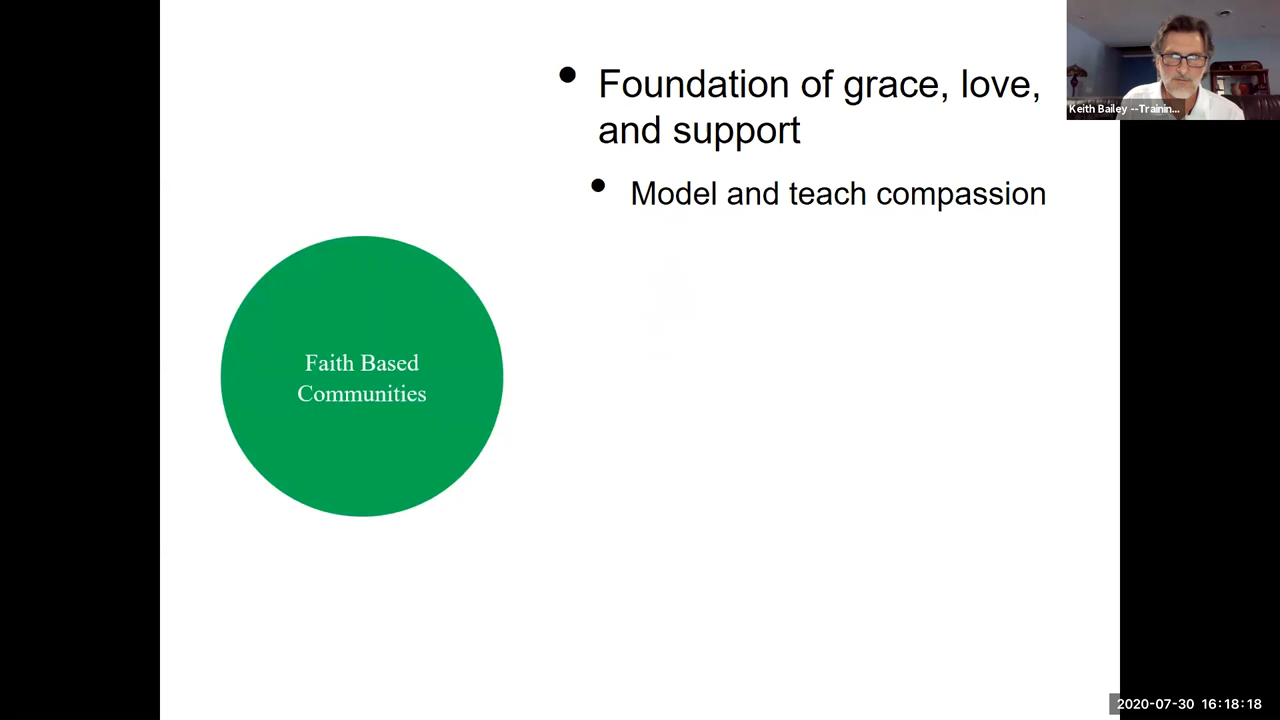 Foundation of grace, love,
and support
Model and teach compassion
Faith Based
Communities
Keith Bailey --Trainin...
2020-07-30 16:18:18